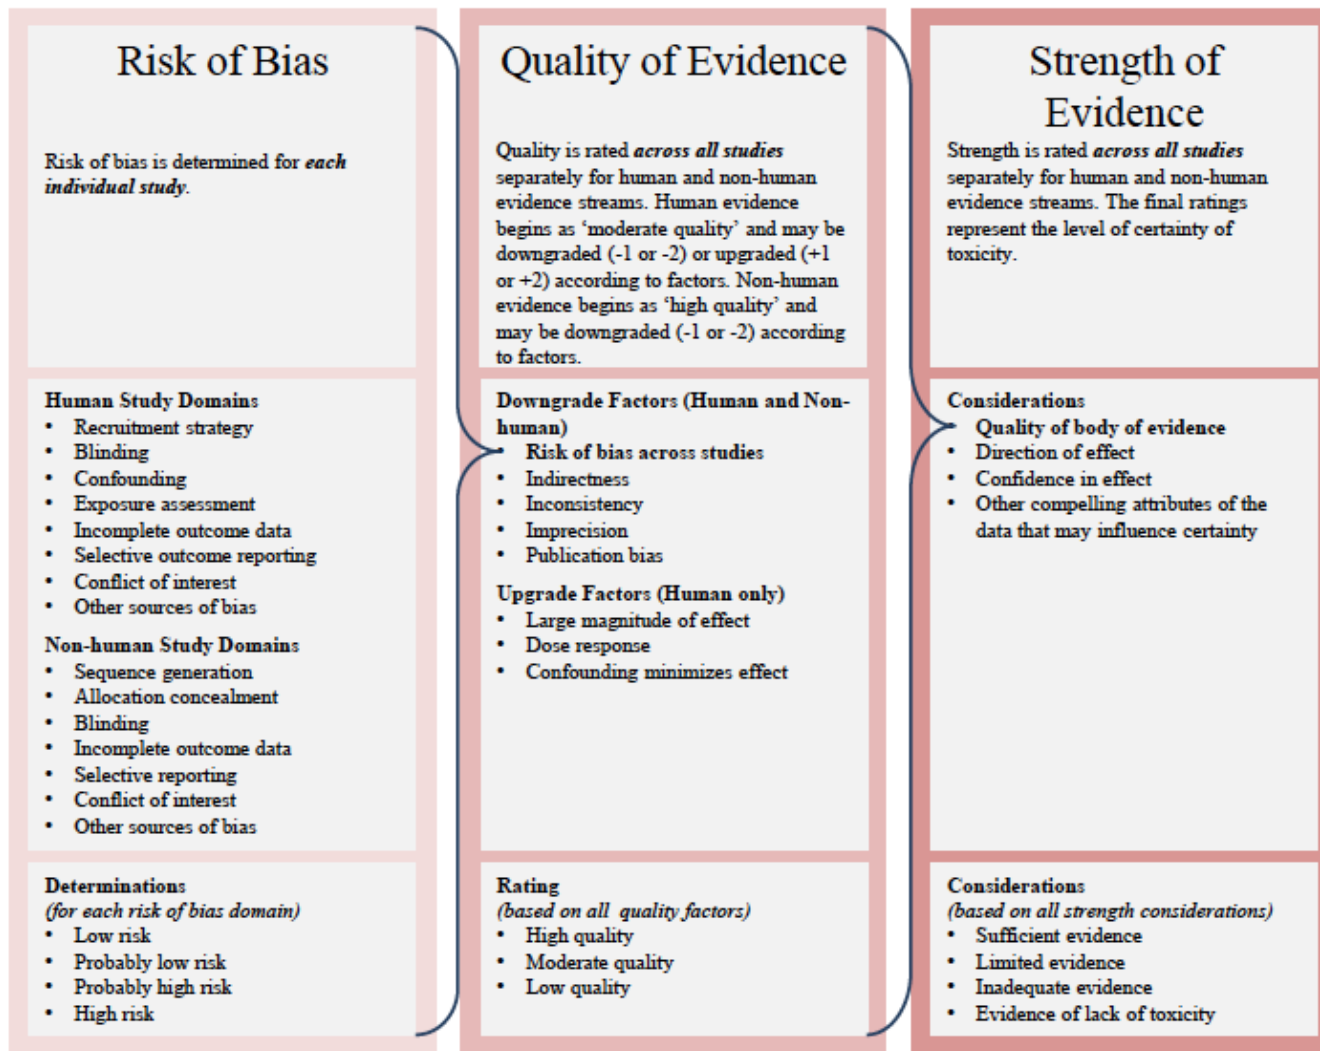 Risk of Bias
Risk of bias is determined for each
individual study.
Human Study Domains
• Recruitment strategy
• Blinding
• Confounding
• Exposure assessment
• Incomplete outcome data
• Selective outcome reporting
• Conflict of interest
• Other sources of bias
Non-human Study Domains
• Sequence generation
• Allocation concealment
• Blinding
• Incomplete outcome data
• Selective reporting
• Conflict of interest
• Other sources of bias
Determinations
(for each risk of bias domain)
• Low risk
• Probably low risk
• Probably high risk
• High risk
Quality of Evidence
Quality is rated across all studies
separately for human and non-human
evidence streams. Human evidence
begins as ‘moderate quality’ and may be
downgraded (-1 or -2) or upgraded (+1
or +2) according to factors. Non-human
evidence begins as ‘high quality’ and
may be downgraded (-1 or -2) according
to factors.
Downgrade Factors (Human and Non-
human)
• Risk of bias across studies
• Indirectness
• Inconsistency
• Imprecision
• Publication bias
Upgrade Factors (Human only)
• Large magnitude of effect
• Dose response
• Confounding minimizes effect
Rating
(based on all quality factors)
• High quality
• Moderate quality
• Low quality
Strength of
Evidence
Strength is rated across all studies
separately for human and non-human
evidence streams. The final ratings
represent the level of certainty of
toxicity.
Considerations
• Quality of body of evidence
• Direction of effect
• Confidence in effect
• Other compelling attributes of the
data that may influence certainty
Considerations
(based on all strength considerations)
• Sufficient evidence
• Limited evidence
• Inadequate evidence
• Evidence of lack of toxicity